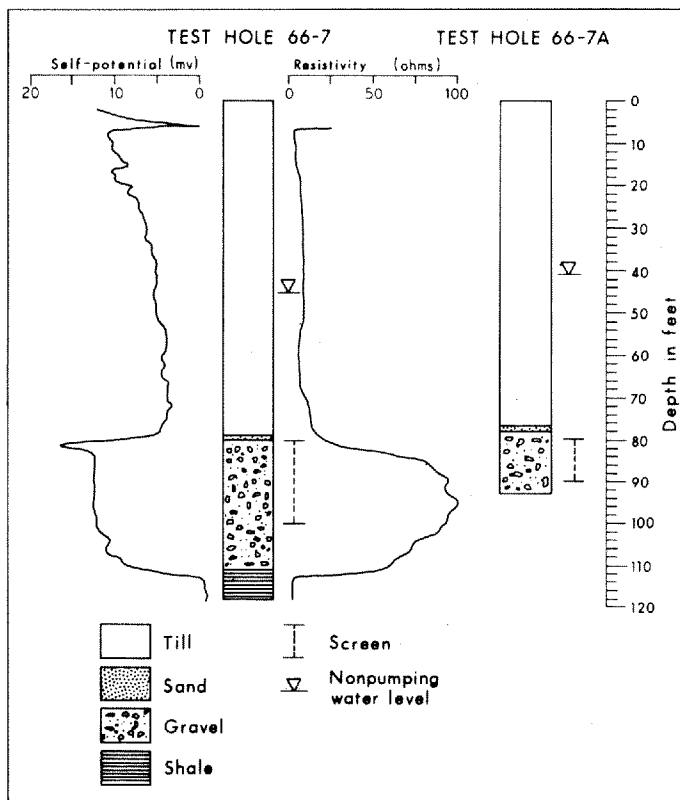 TEST HOLE 66-7 TEST HOLE 66-7A
Self-potential (mv) Resistivity (ohms)
20 10 0 0 50 100
0
10
20
30
40
50
60
70
80
90
100
110
120
Depth in feet
Till
Sand
Gravel
Shale
Screen
Nonpumping
water level